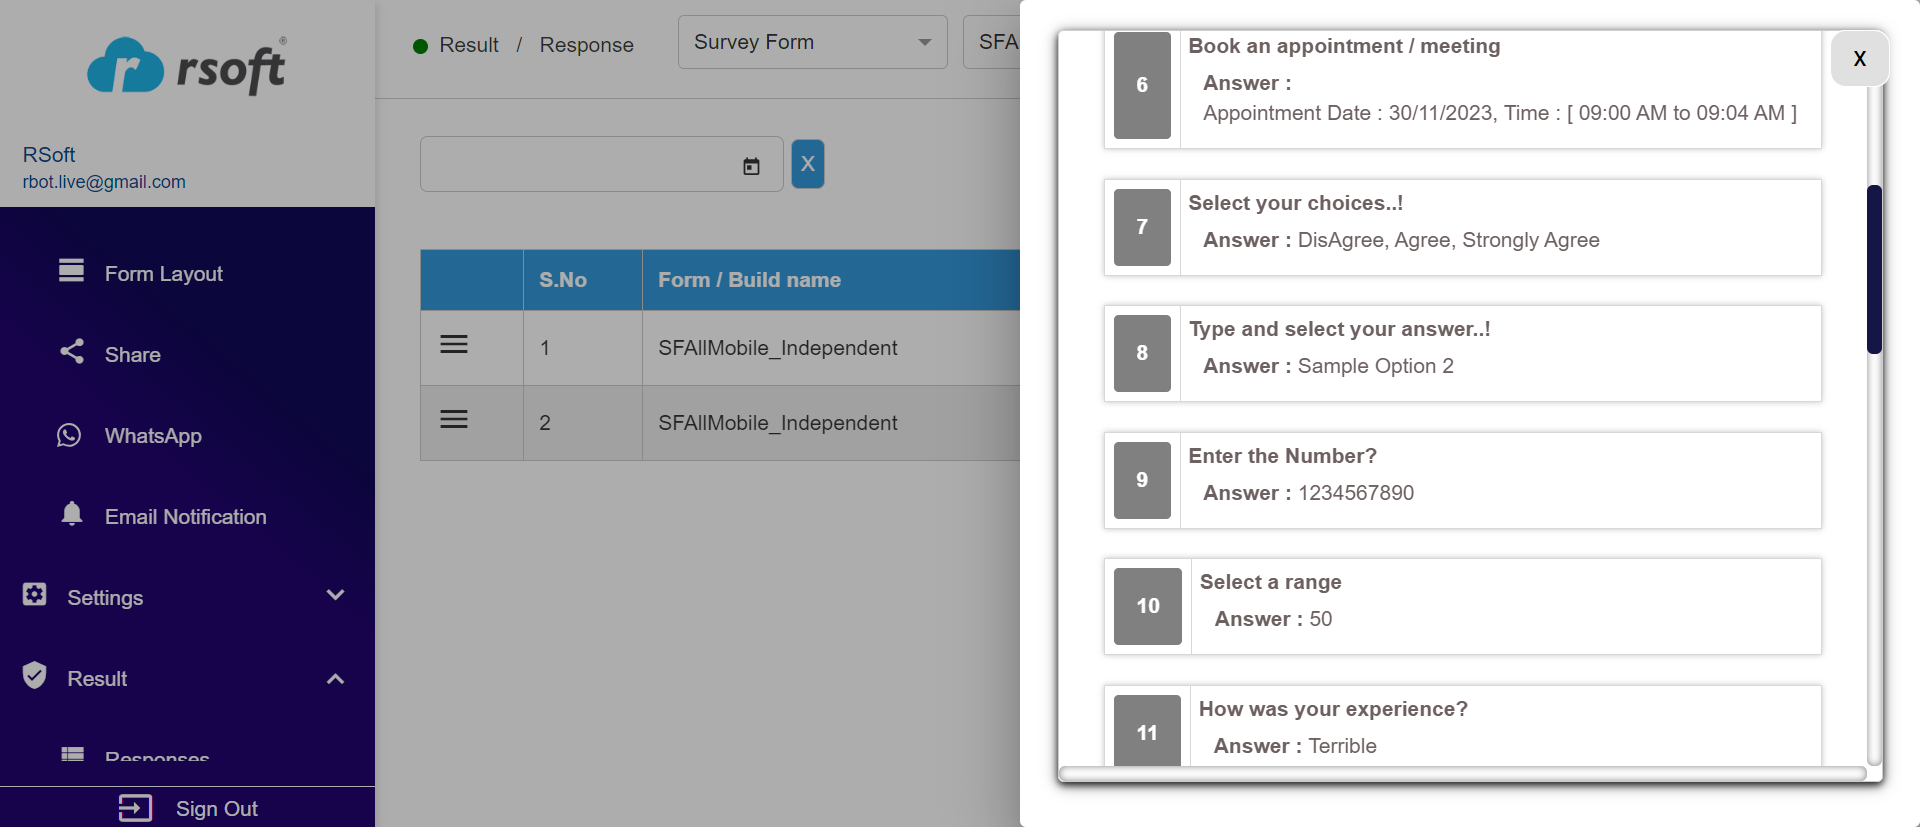 rsoft®
RSoft
rbot.live@gmail.com
Form Layout
Share
WhatsApp
Email Notification
Settings
Result
Responses
Sign Out
Result / Response
Survey Form
SFA
X
S.No
Form / Build name
1
SFAllMobile_Independent
2
SFAllMobile_Independent
X
6
Book an appointment / meeting
Answer :
Appointment Date : 30/11/2023, Time : [ 09:00 AM to 09:04 AM ]
7
Select your choices..!
Answer : DisAgree, Agree, Strongly Agree
8
Type and select your answer..!
Answer : Sample Option 2
9
Enter the Number?
Answer : 1234567890
10
Select a range
Answer : 50
11
How was your experience?
Answer : Terrible